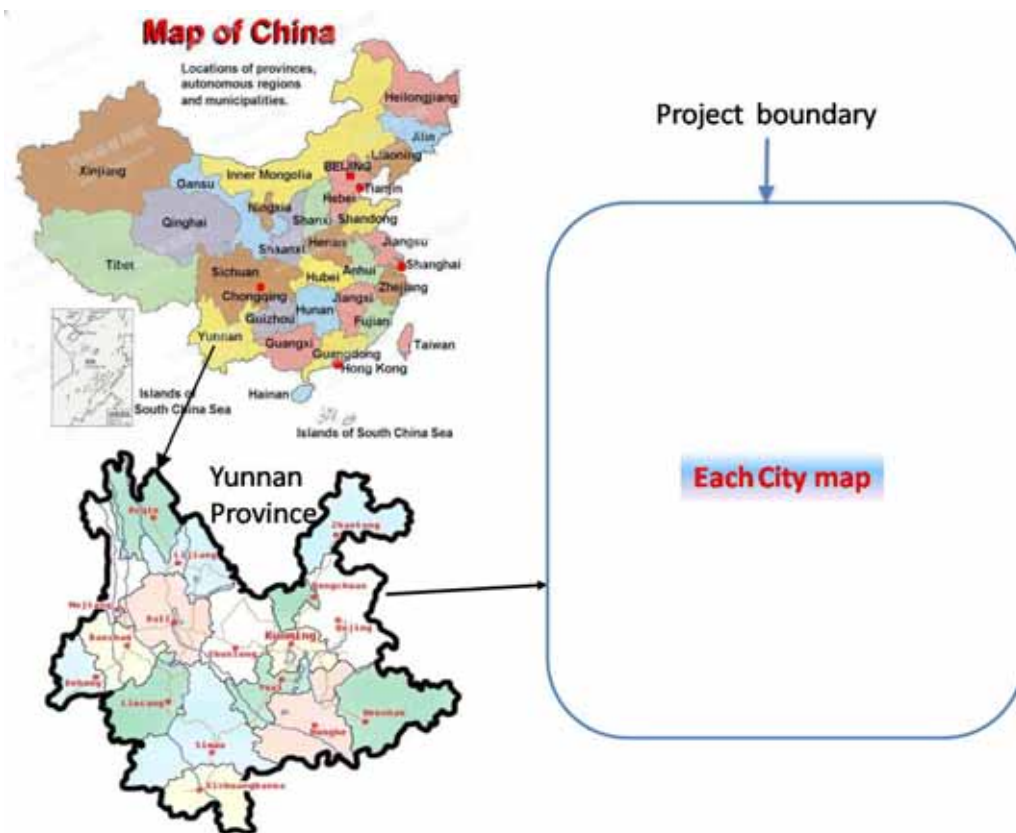 Map of China
Locations of provinces,
autonomous regions
and municipalities.
Heilongjiang
Jilin
Liaoning
Xinjiang
Gansu
Inner Mongolia
BEIJING
Tianjin
Hebei
Ningxia
Shanxi
Shandong
Qinghai
Shaanxi
Henan
Jiangsu
Tibet
Sichuan
Hubei
Anhui
Shanghai
Chongqing
Zhejiang
Hunan
Jiangxi
Guizhou
Fujian
Yunnan
Guangxi
Guangdong
Taiwan
Hong Kong
Hainan
Islands of
South China Sea
Islands of South China Sea
Project boundary
Each City map
Yunnan
Province
Zhaotong
Lijiang
Dali
Kunming
Baoshan
Chuxiong
Yuxi
Lincang
Honghe
Simao